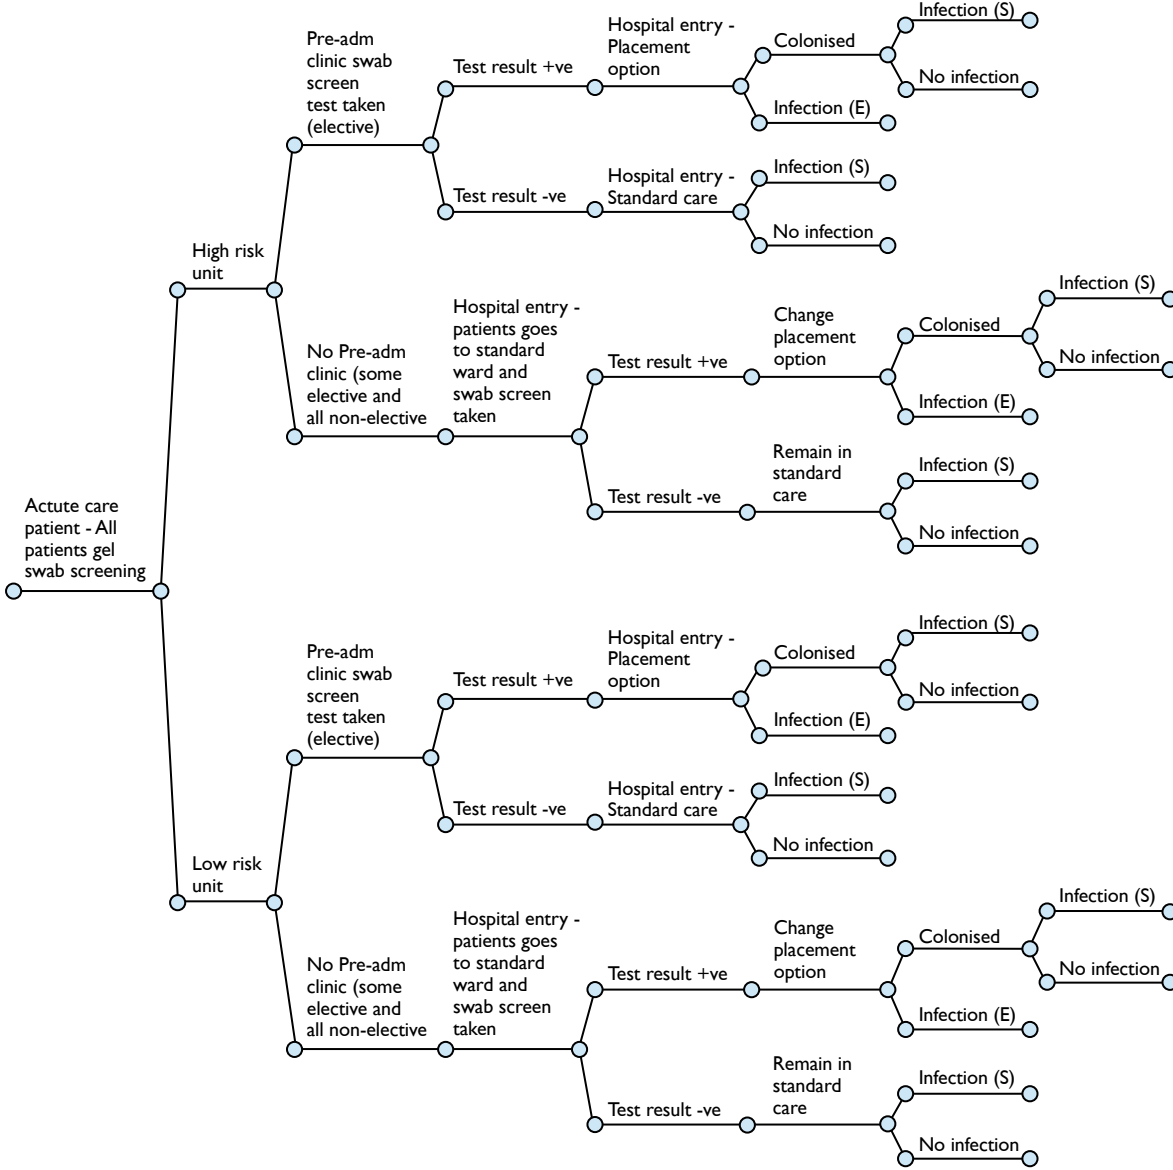 Actute care
patient - All
patients gel
swab screening
High risk
unit
Pre-adm
clinic swab
screen
test taken
(elective)
Test result +ve
Hospital entry -
Placement
option
Colonised
Infection (S)
No infection
Infection (E)
Test result -ve
Hospital entry -
Standard care
Infection (S)
No infection
No Pre-adm
clinic (some
elective and
all non-elective
Hospital entry -
patients goes
to standard
ward and
swab screen
taken
Test result +ve
Change
placement
option
Colonised
Infection (S)
No infection
Infection (E)
Test result -ve
Remain in
standard
care
Infection (S)
No infection
Low risk
unit
Pre-adm
clinic swab
screen
test taken
(elective)
Test result +ve
Hospital entry -
Placement
option
Colonised
Infection (S)
No infection
Infection (E)
Test result -ve
Hospital entry -
Standard care
Infection (S)
No infection
No Pre-adm
clinic (some
elective and
all non-elective
Hospital entry -
patients goes
to standard
ward and
swab screen
taken
Test result +ve
Change
placement
option
Colonised
Infection (S)
No infection
Infection (E)
Test result -ve
Remain in
standard
care
Infection (S)
No infection